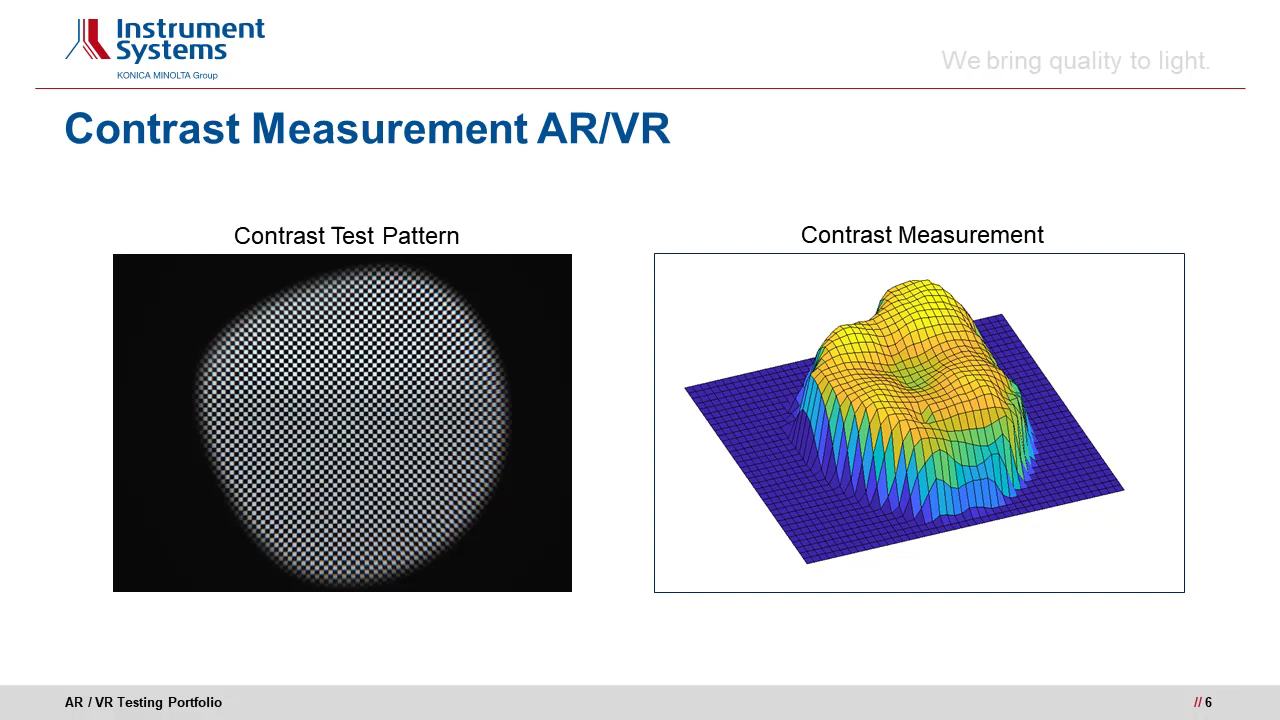 Instrument
Systems
KONICA MINOLTA Group
We bring quality to light.
Contrast Measurement AR/VR
Contrast Test Pattern
Contrast Measurement
AR / VR Testing Portfolio
// 6